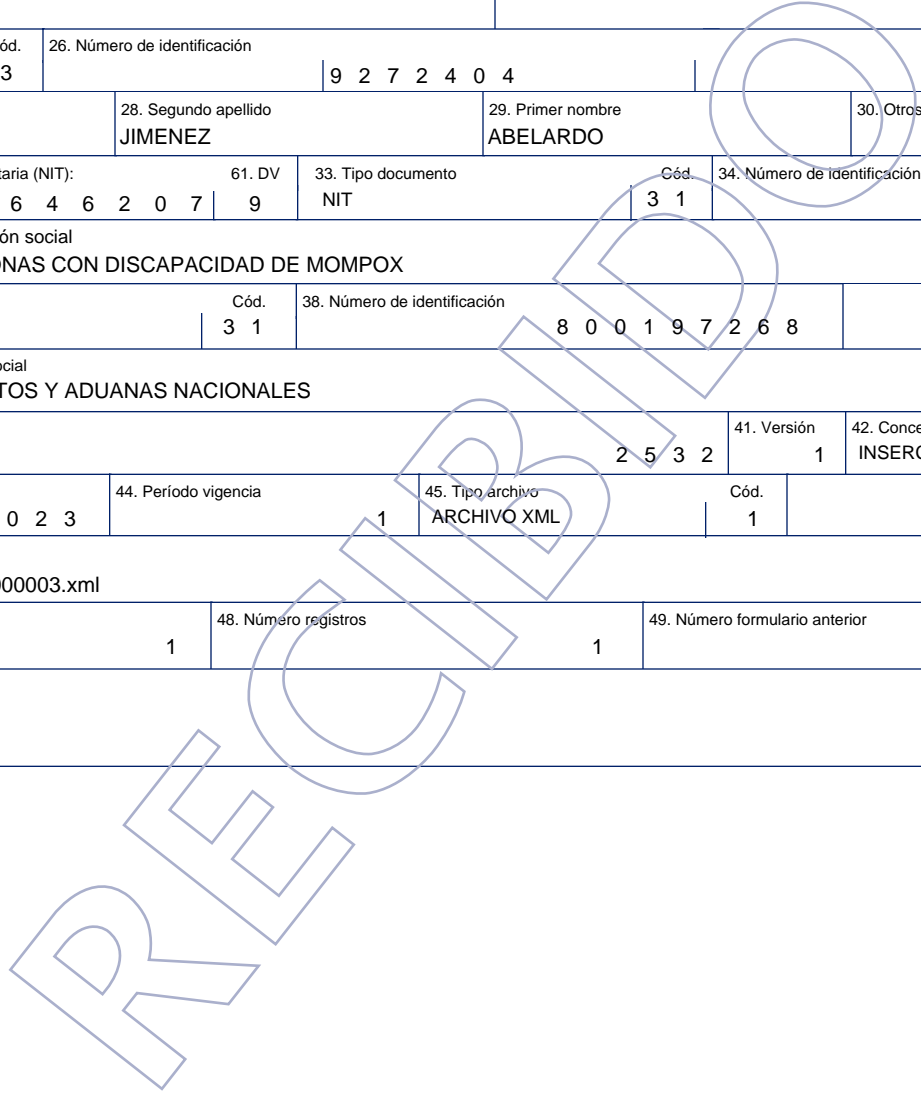 ód. 26. Número de identificación
3 9 2 7 2 4 0 4
28. Segundo apellido 29. Primer nombre 30. Otros
JIMENEZ ABELARDO
taria (NIT): 61. DV 33. Tipo documento Cód. 34. Número de identificación
6 4 6 2 0 7 9 NIT 3 1
ón social
ONAS CON DISCAPACIDAD DE MOMPOX
Cód. 38. Número de identificación
3 1 8 0 0 1 9 7 2 6 8
ocial
TOS Y ADUANAS NACIONALES
41. Versión 42. Conce
2 5 3 2 1 INSERC
44. Período vigencia 45. Tipo archivo Cód.
0 2 3 1 ARCHIVO XML 1
000003.xml
48. Número registros 49. Número formulario anterior
1 1
RECIBIDO